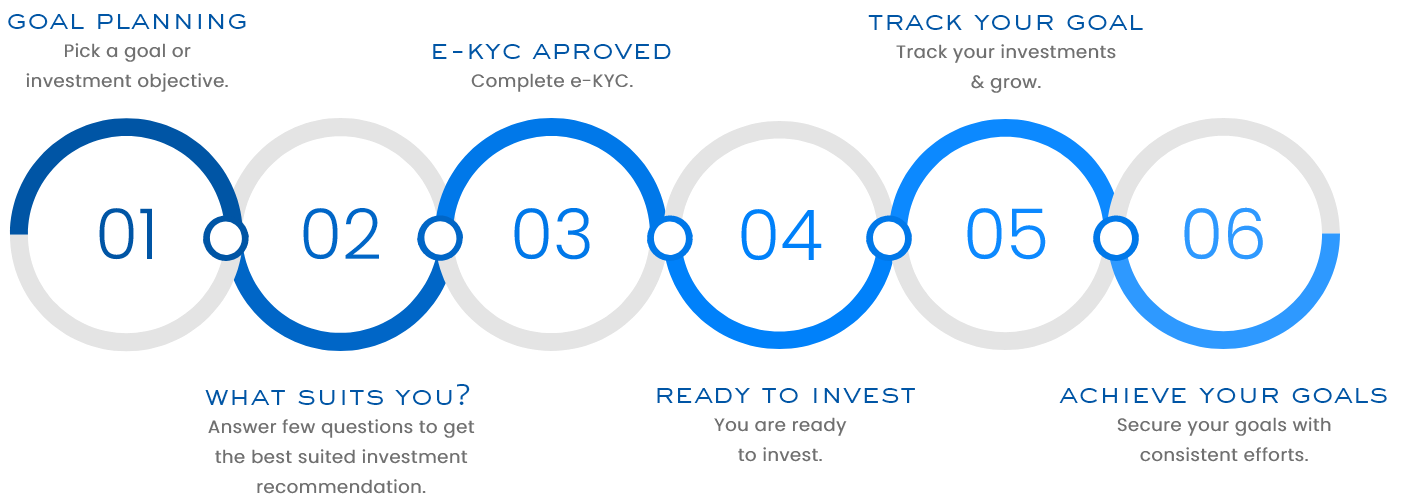 GOAL PLANNING
Pick a goal or
investment objective.
E-KYC APROVED
Complete e-KYC.
TRACK YOUR GOAL
Track your investments
& grow.
01
02
03
04
05
06
WHAT SUITS YOU?
Answer few questions to get
the best suited investment
recommendation.
READY TO INVEST
You are ready
to invest.
ACHIEVE YOUR GOALS
Secure your goals with
consistent efforts.